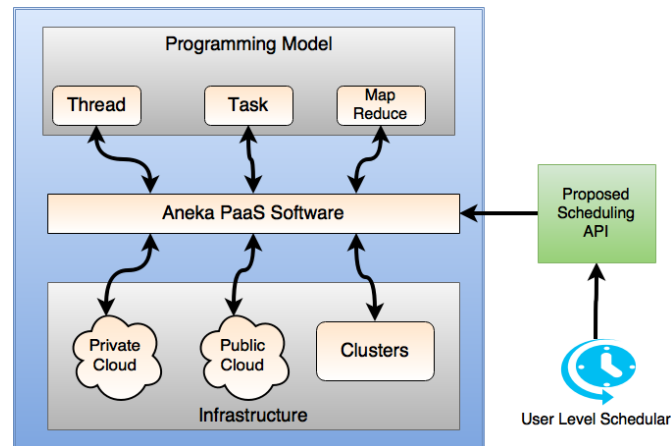 Programming Model
Thread
Task
Map
Reduce
Aneka PaaS Software
Proposed
Scheduling
API
Private
Cloud
Public
Cloud
Clusters
Infrastructure
User Level Schedular